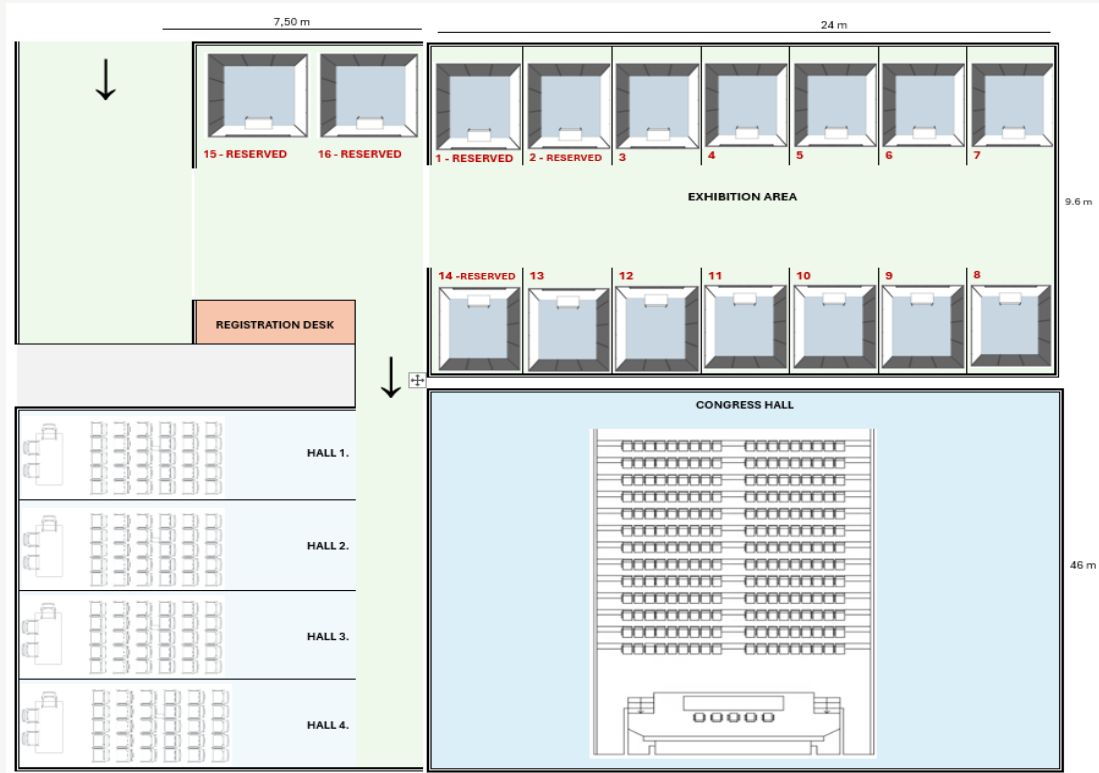 7,50 m
24 m
15 - RESERVED
16 - RESERVED
1 - RESERVED
2 - RESERVED
3
4
5
6
7
EXHIBITION AREA
9.6 m
14 -RESERVED
13
12
11
10
9
8
REGISTRATION DESK
CONGRESS HALL
HALL 1.
HALL 2.
46 m
HALL 3.
HALL 4.